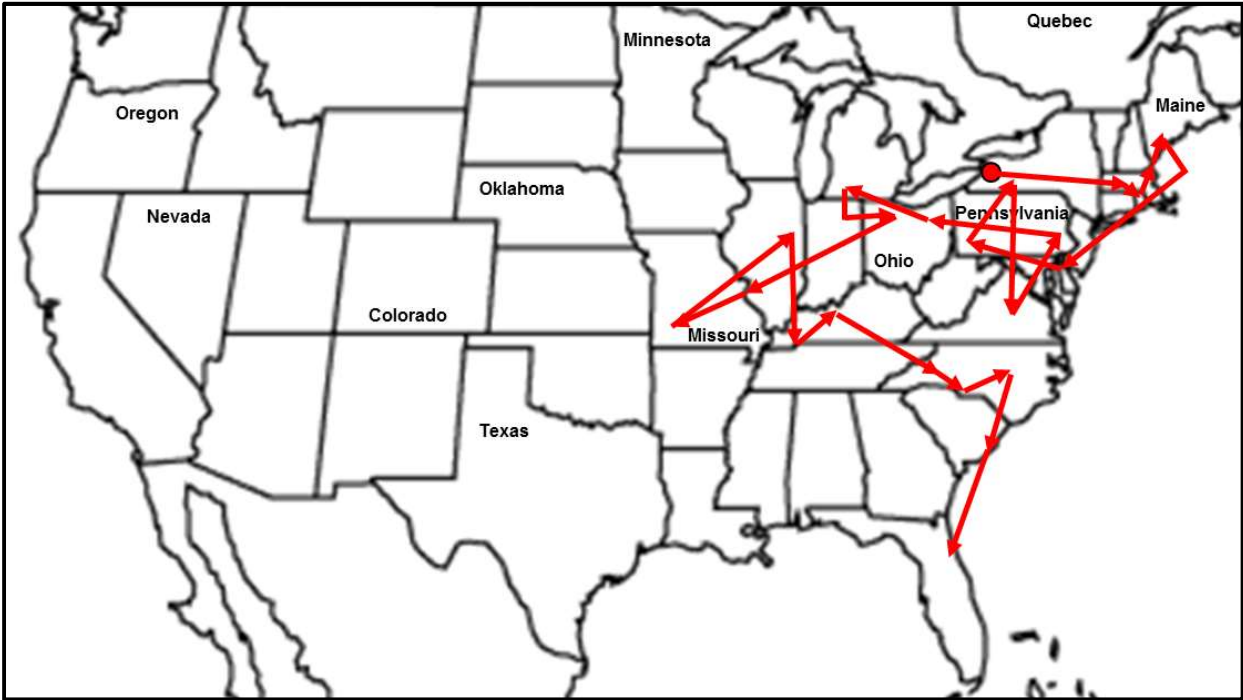 Quebec
Minnesota
Maine
Oregon
Oklahoma
Nevada
Pennsylvania
Ohio
Colorado
Missouri
Texas